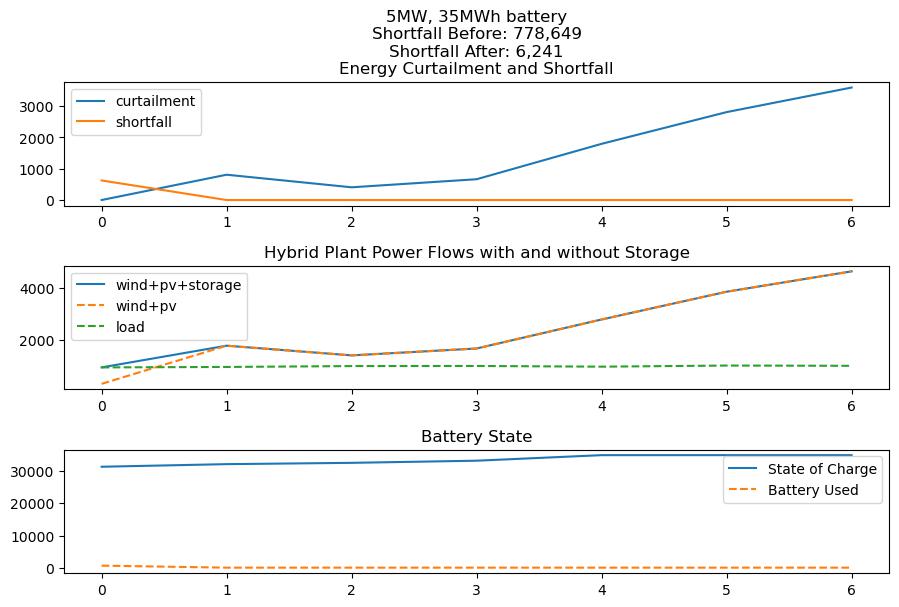 5MW, 35MWh battery
Shortfall Before: 778,649
Shortfall After: 6,241
Energy Curtailment and Shortfall
3000
2000
1000
0
curtailment
shortfall
0 1 2 3 4 5 6
Hybrid Plant Power Flows with and without Storage
4000
2000
wind+pv+storage
wind+pv
load
0 1 2 3 4 5 6
Battery State
30000
20000
10000
0
State of Charge
Battery Used
0 1 2 3 4 5 6